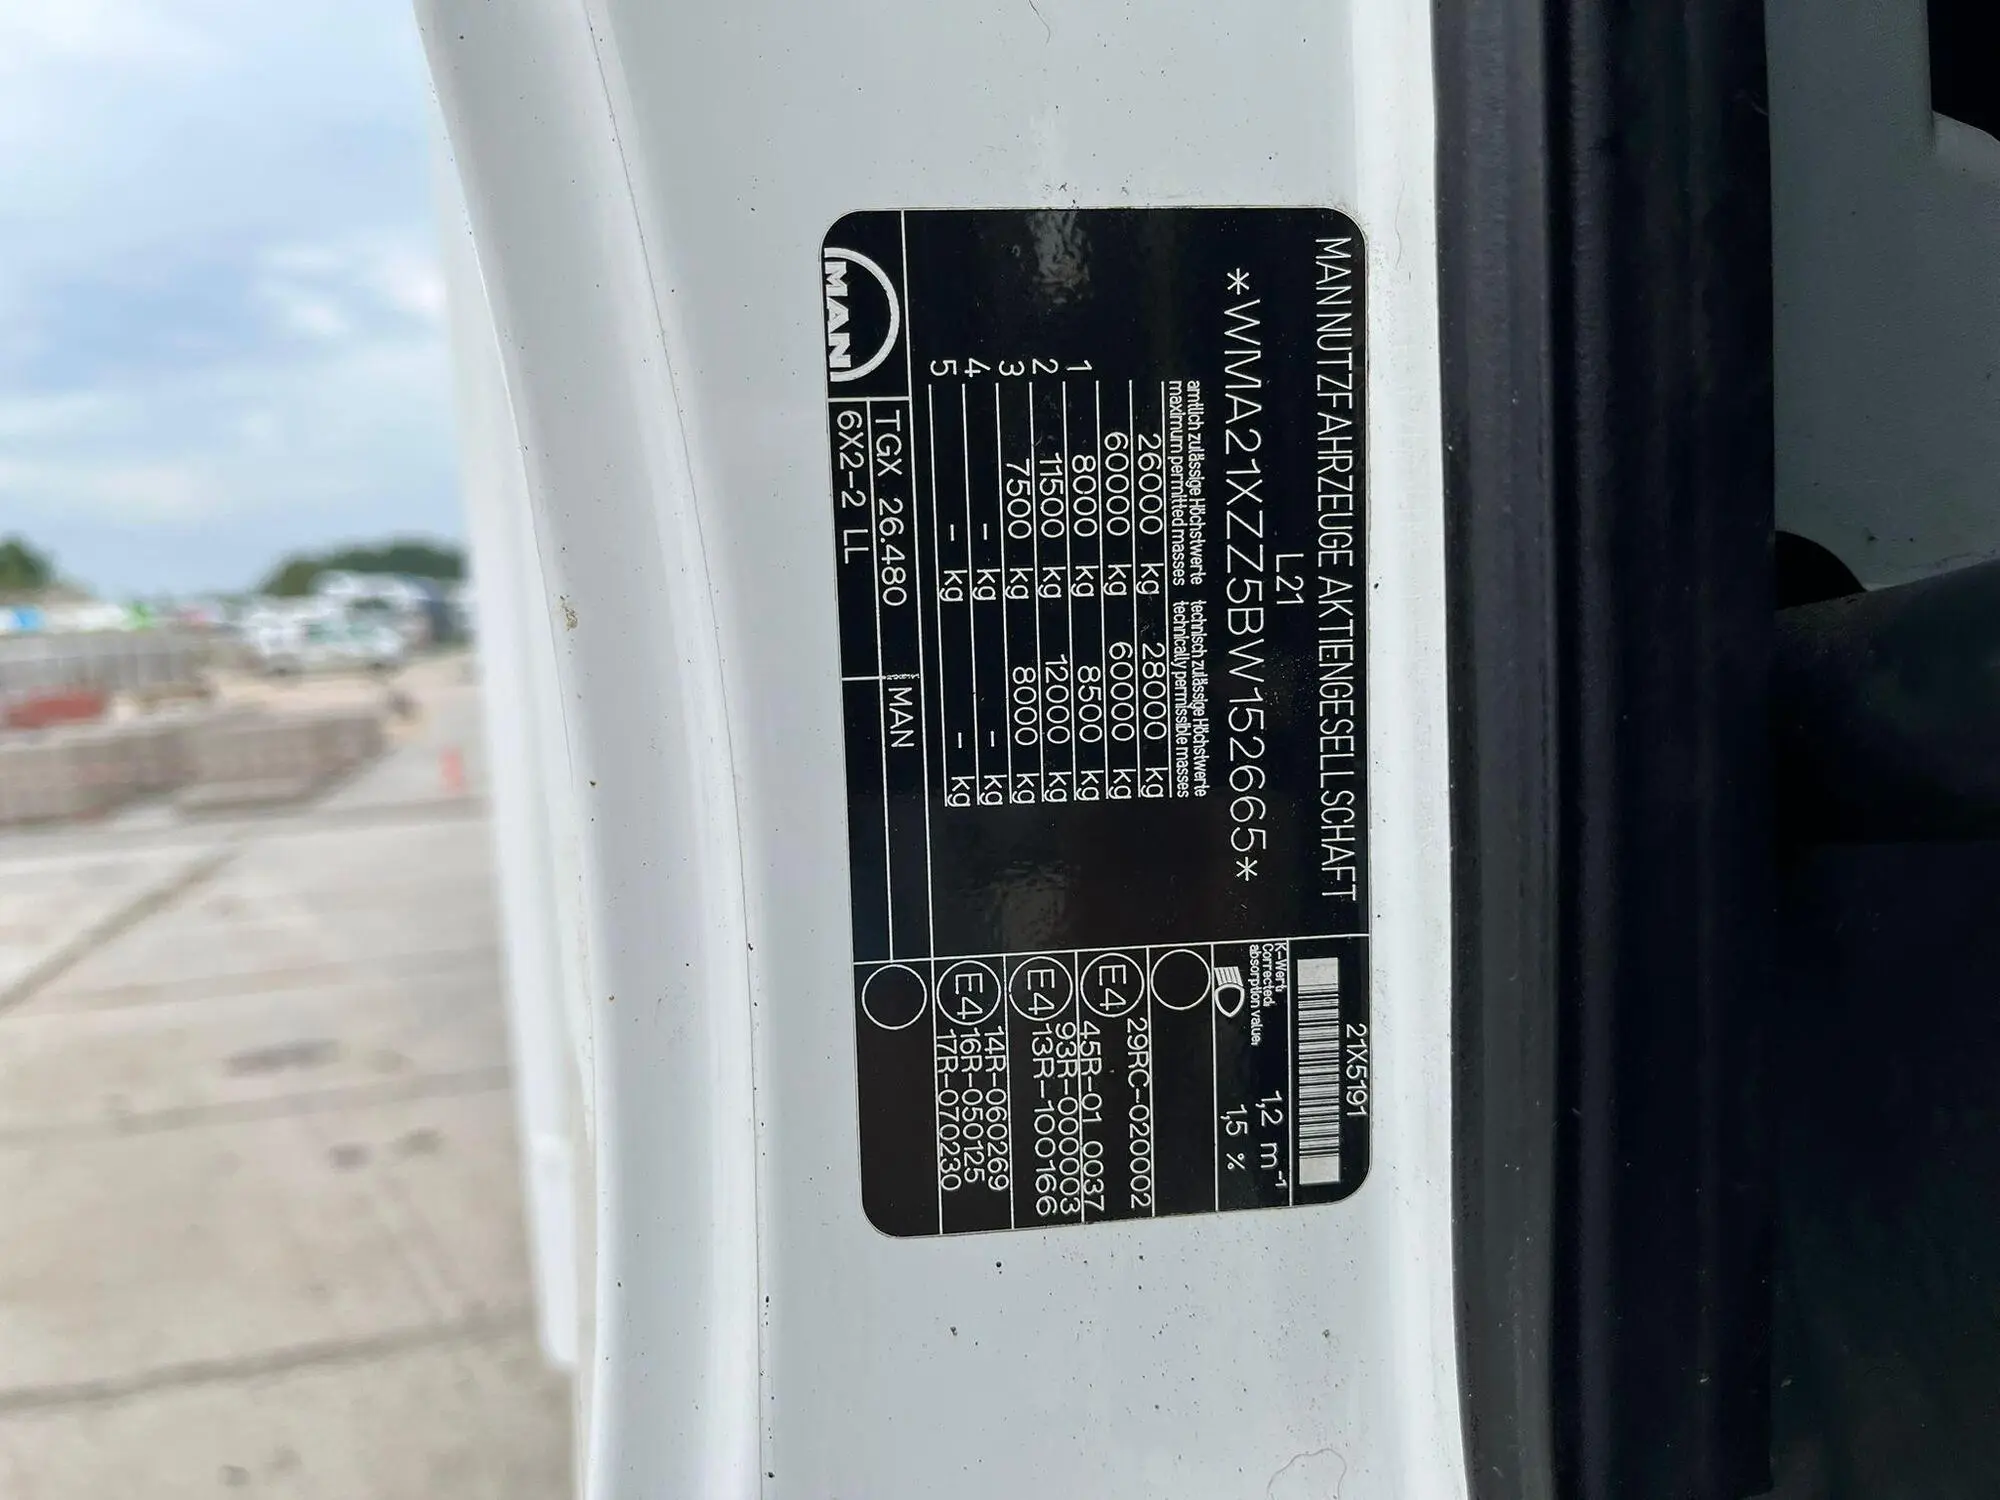 MAN NUTZFAHRZEUGE AKTIENGESELLSCHAFT
L21
*WMA21XZZ5BW152665*
amtlich zulässige Höchstwerte technisch zulässige Höchstwerte
maximum permitted masses technically permissible masses
26000 kg 28000 kg
60000 kg 60000 kg
1 8000 kg 8500 kg
2 11500 kg 12000 kg
3 7500 kg 8000 kg
4 - kg - kg
5 - kg - kg
MAN
TGX 26.480
MAN
6X2-2 LL
21X5191
K-Wert:
Corrected
absorption value:
1,2 m⁻¹
1,5 %
29RC-020002
E4 45R-01 0037
93R-000003
E4 13R-100166
14R-060269
E4 16R-050125
17R-070230